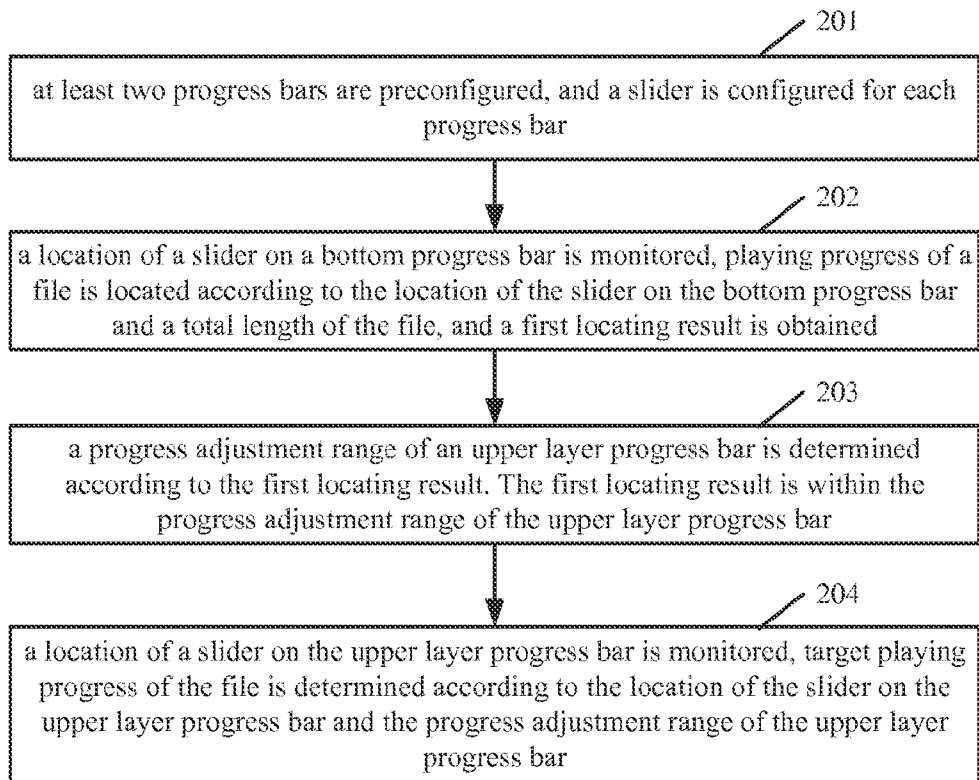 201
at least two progress bars are preconfigured, and a slider is configured for each
progress bar
202
a location of a slider on a bottom progress bar is monitored, playing progress of a
file is located according to the location of the slider on the bottom progress bar
and a total length of the file, and a first locating result is obtained
203
a progress adjustment range of an upper layer progress bar is determined
according to the first locating result. The first locating result is within the
progress adjustment range of the upper layer progress bar
204
a location of a slider on the upper layer progress bar is monitored, target playing
progress of the file is determined according to the location of the slider on the
upper layer progress bar and the progress adjustment range of the upper layer
progress bar